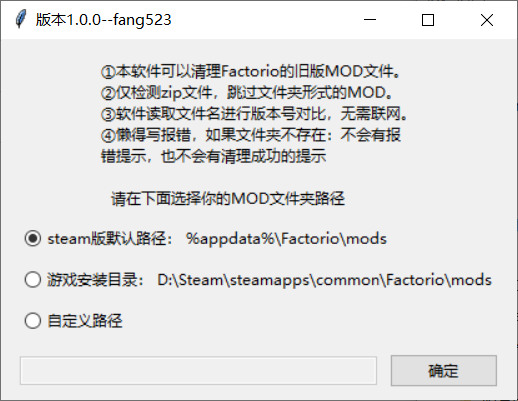 版本1.0.0--fang523
①本软件可以清理Factorio的旧版MOD文件。
②仅检测zip文件，跳过文件夹形式的MOD。
③软件读取文件名进行版本号对比，无需联网。
④懒得写报错，如果文件夹不存在：不会有报
错提示，也不会有清理成功的提示
请在下面选择你的MOD文件夹路径
steam版默认路径： %appdata%\Factorio\mods
游戏安装目录： D:\Steam\steamapps\common\Factorio\mods
自定义路径
确定